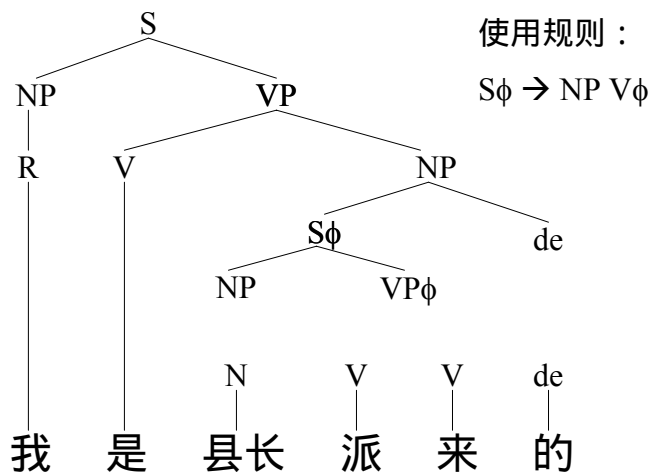 S
使用规则：
NP VP
Sϕ → NP Vϕ
R V NP
Sϕ de
NP VPϕ
N V V de
我 是 县长 派 来 的